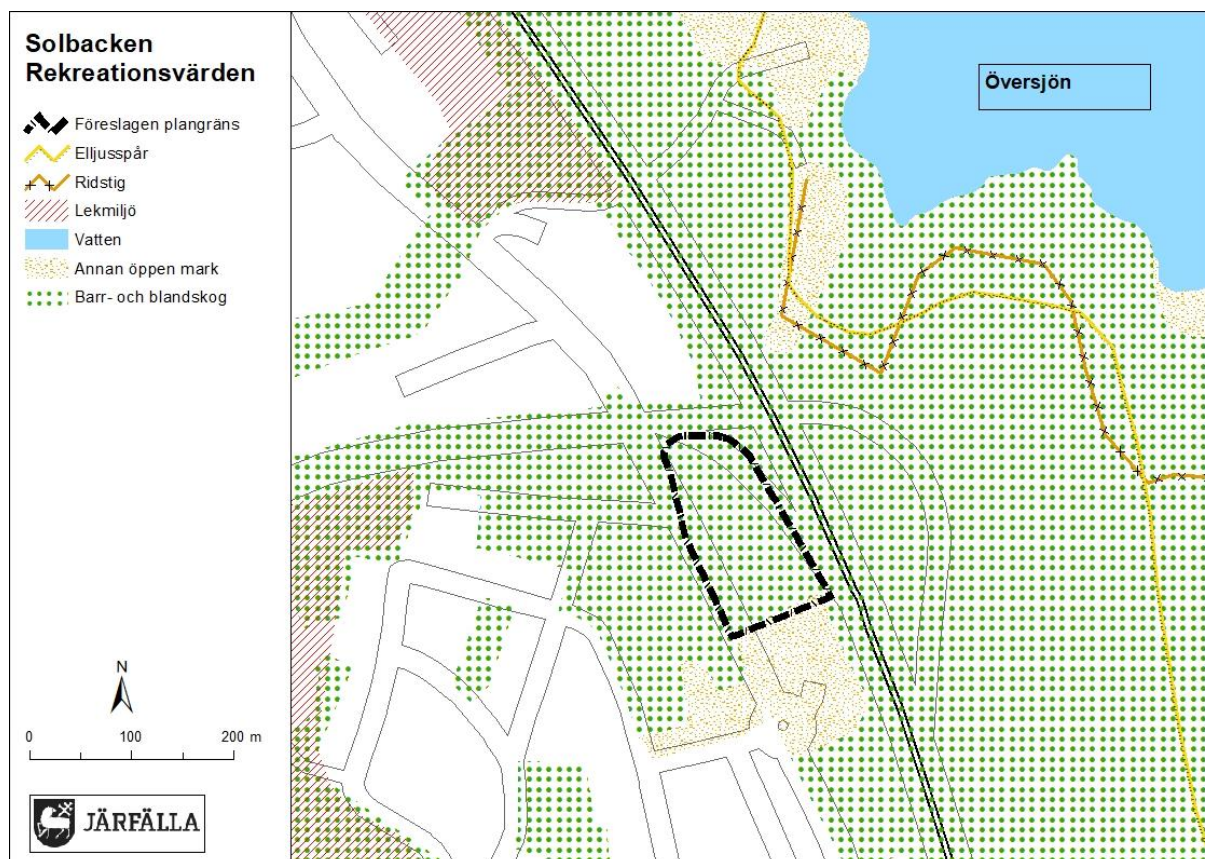 Solbacken
Rekreationsvärden
Föreslagen plangräns
Elljusspår
Ridstig
Lekmiljö
Vatten
Annan öppen mark
Barr- och blandskog
N
0 100 200 m
JÄRFÄLLA
Översjön